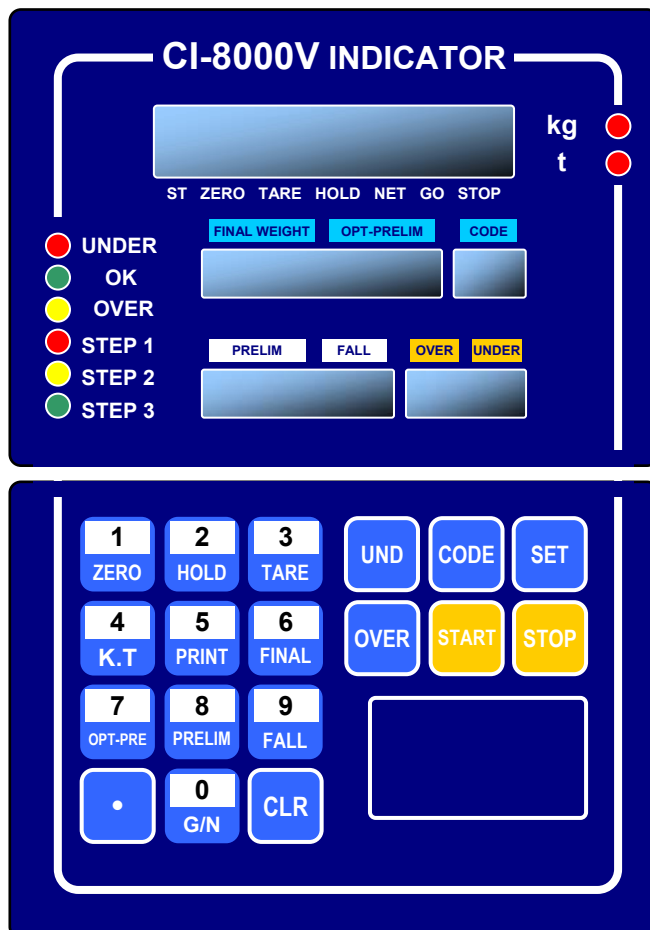 CI-8000V INDICATOR
kg
t
ST ZERO TARE HOLD NET GO STOP
FINAL WEIGHT OPT-PRELIM CODE
UNDER
OK
OVER
STEP 1
STEP 2
STEP 3
PRELIM FALL OVER UNDER
1 2 3
ZERO HOLD TARE
UND CODE SET
4 5 6
K.T PRINT FINAL
OVER START STOP
7 8 9
OPT-PRE PRELIM FALL
• 0 CLR
G/N